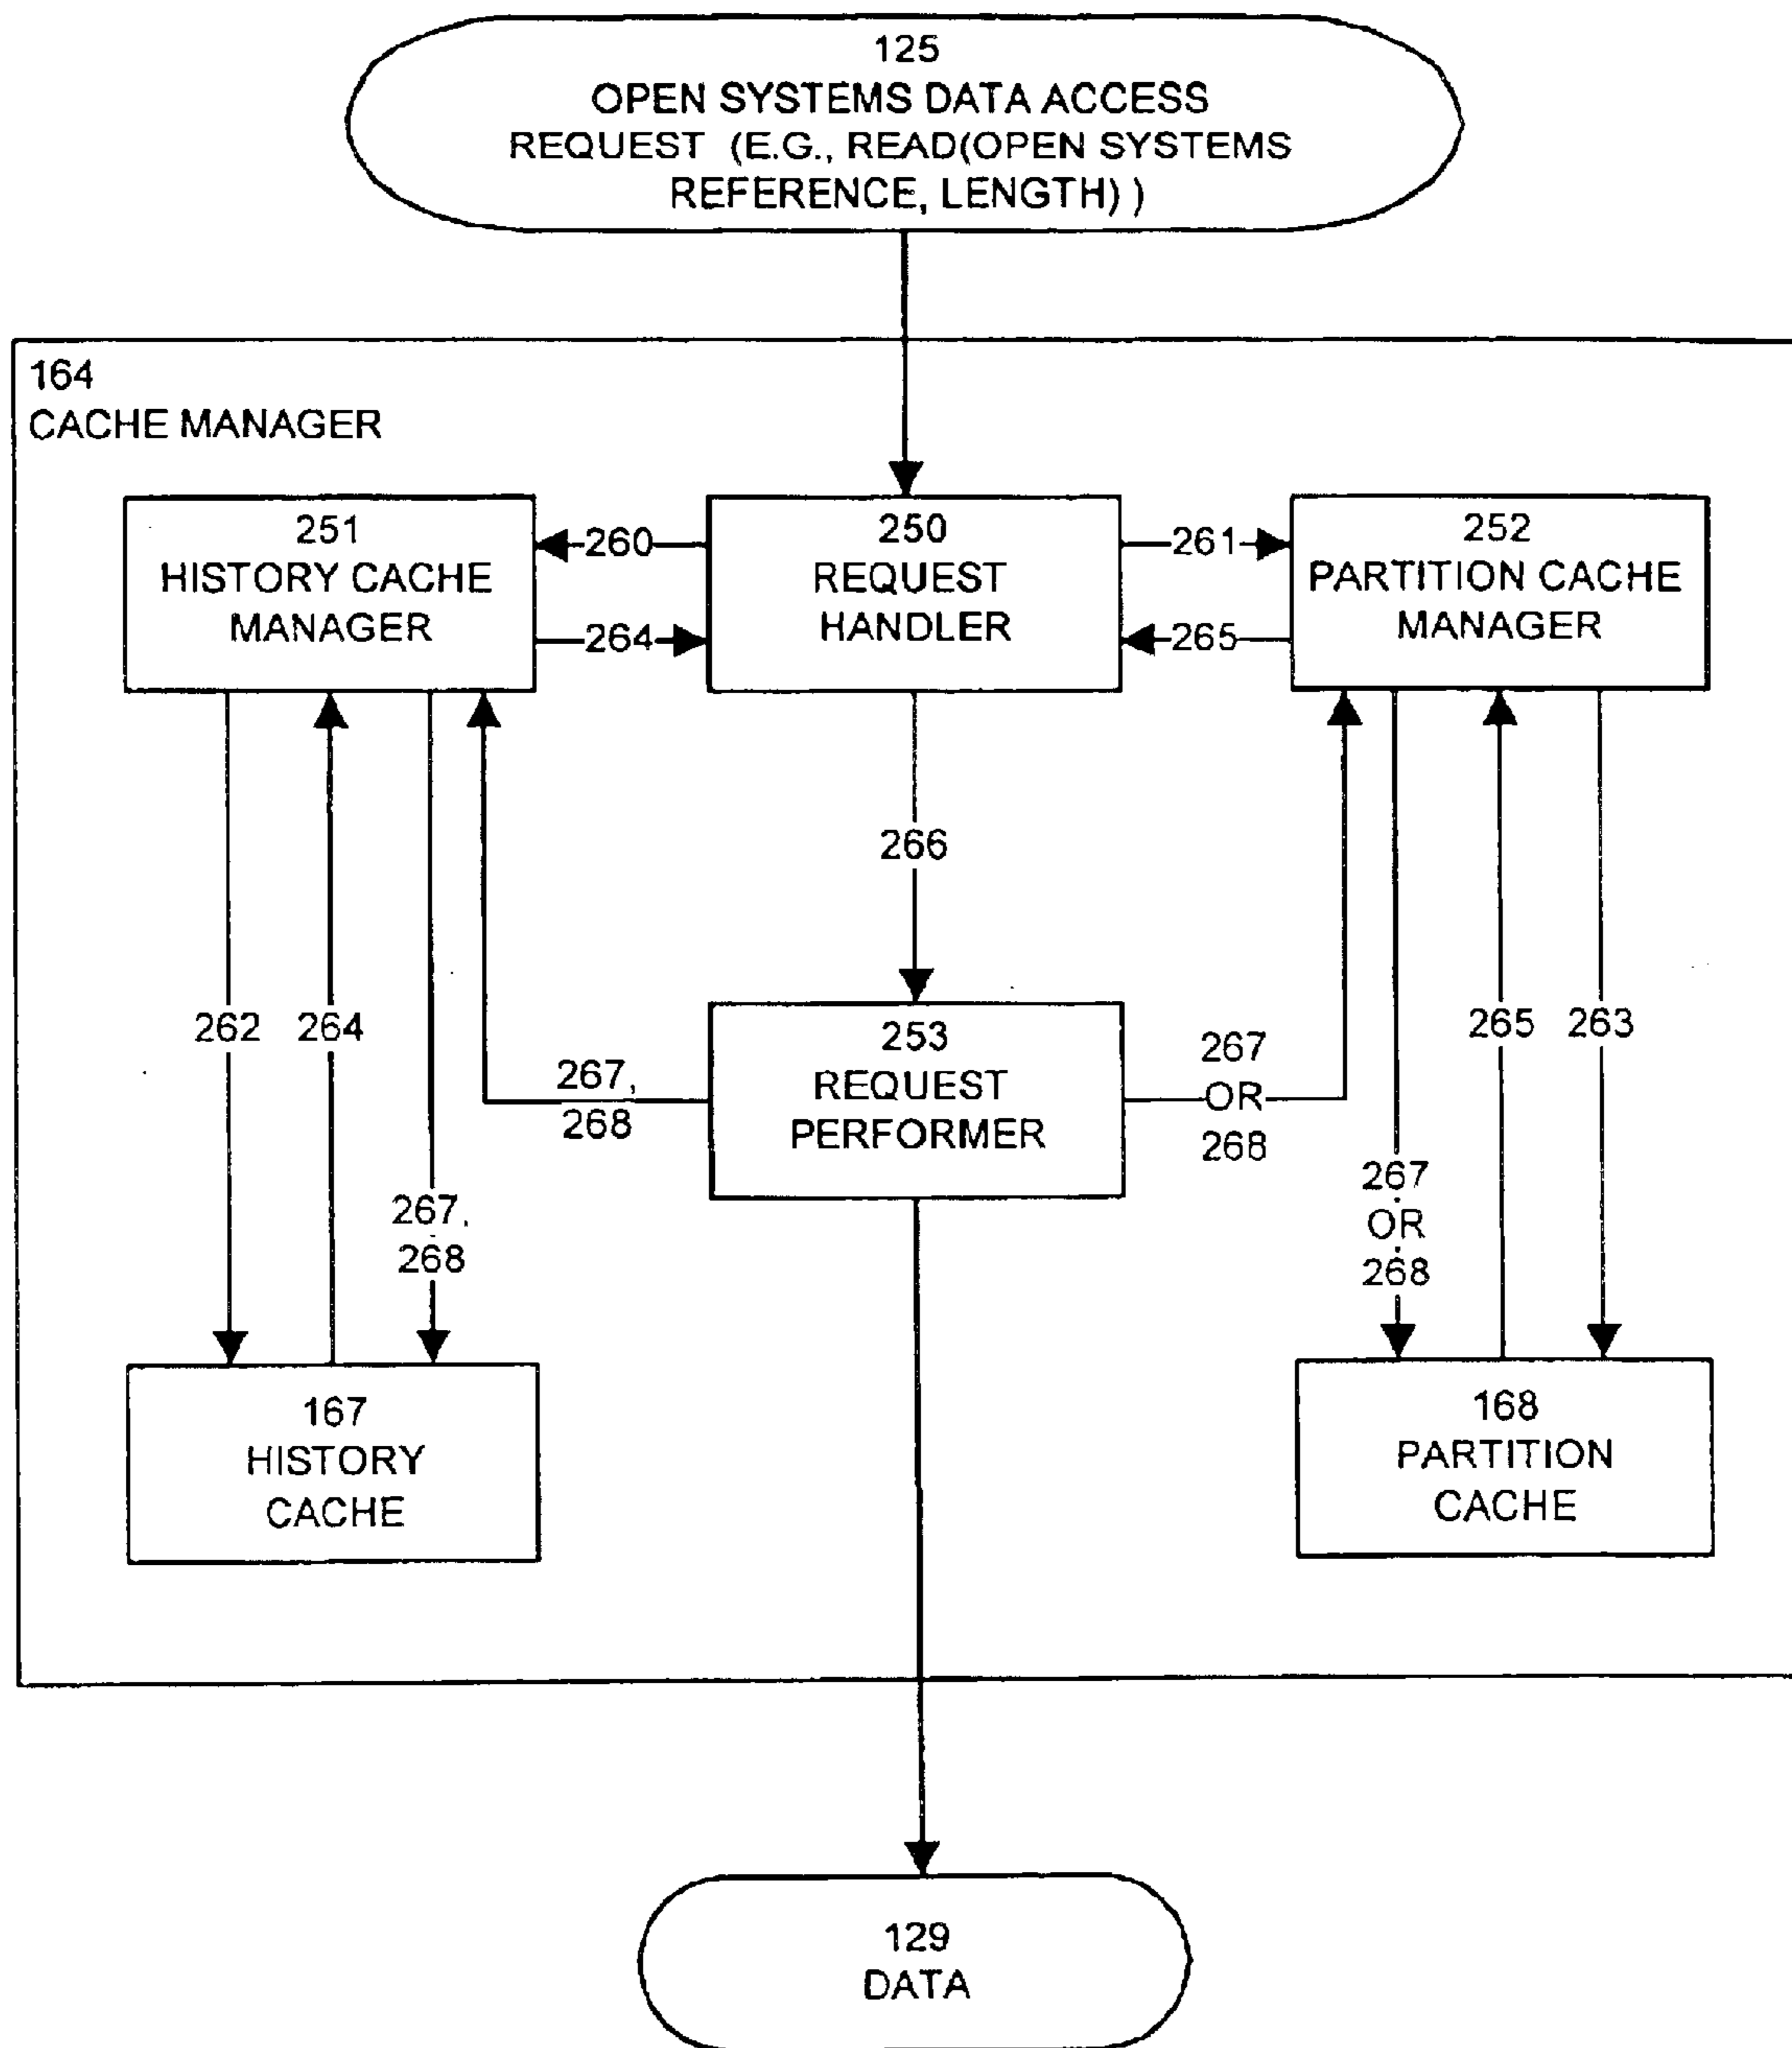 125
OPEN SYSTEMS DATA ACCESS
REQUEST (E.G., READ(OPEN SYSTEMS
REFERENCE, LENGTH) )
164
CACHE MANAGER
251
HISTORY CACHE
MANAGER
260
264
250
REQUEST
HANDLER
261
265
252
PARTITION CACHE
MANAGER
266
262
264
267,
268
267,
268
253
REQUEST
PERFORMER
267
OR
268
267
OR
268
265
263
167
HISTORY
CACHE
168
PARTITION
CACHE
129
DATA